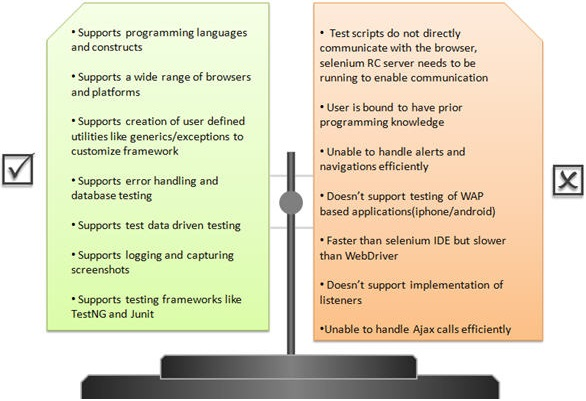 • Supports programming languages
and constructs
• Supports a wide range of browsers
and platforms
• Supports creation of user defined
utilities like generics/exceptions to
customize framework
• Supports error handling and
database testing
• Supports test data driven testing
• Supports logging and capturing
screenshots
• Supports testing frameworks like
TestNG and Junit
• Test scripts do not directly
communicate with the browser,
selenium RC server needs to be
running to enable communication
• User is bound to have prior
programming knowledge
• Unable to handle alerts and
navigations efficiently
• Doesn't support testing of WAP
based applications(iphone/android)
• Faster than selenium IDE but slower
than WebDriver
• Doesn't support implementation of
listeners
•Unable to handle Ajax calls efficiently